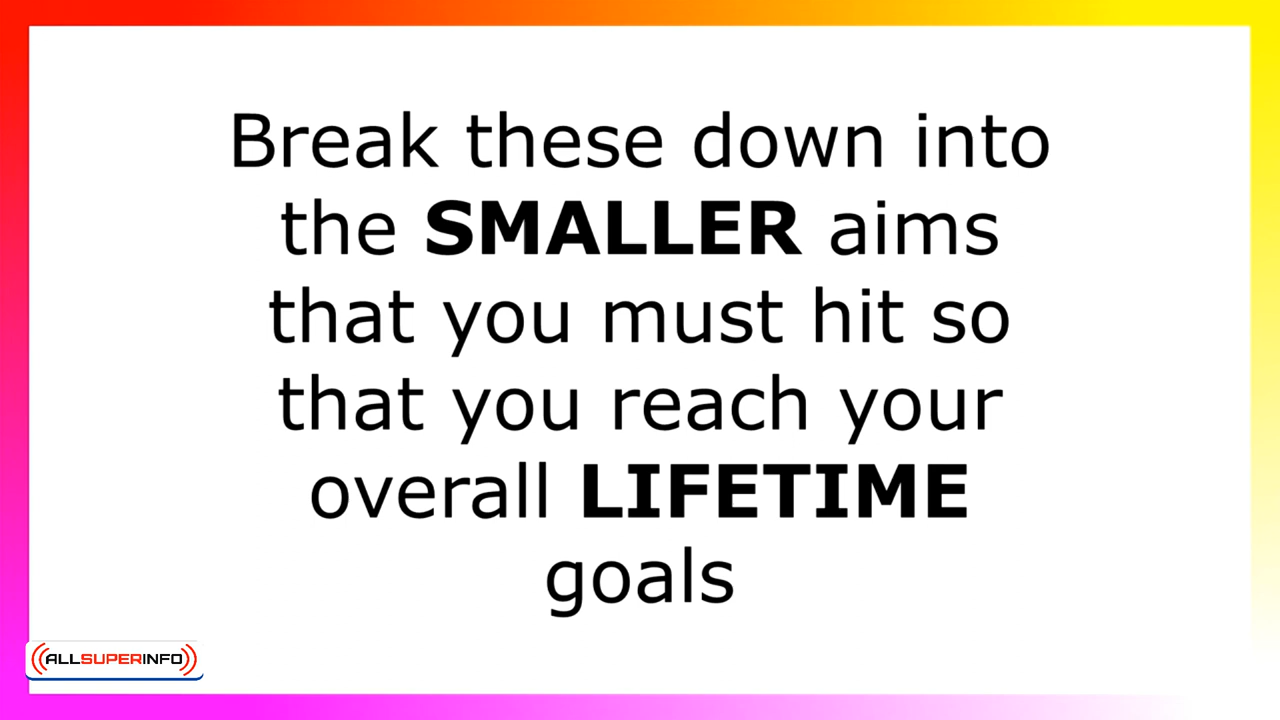 Break these down into
the SMALLER aims
that you must hit so
that you reach your
overall LIFETIME
goals
ALLSUPERINFO